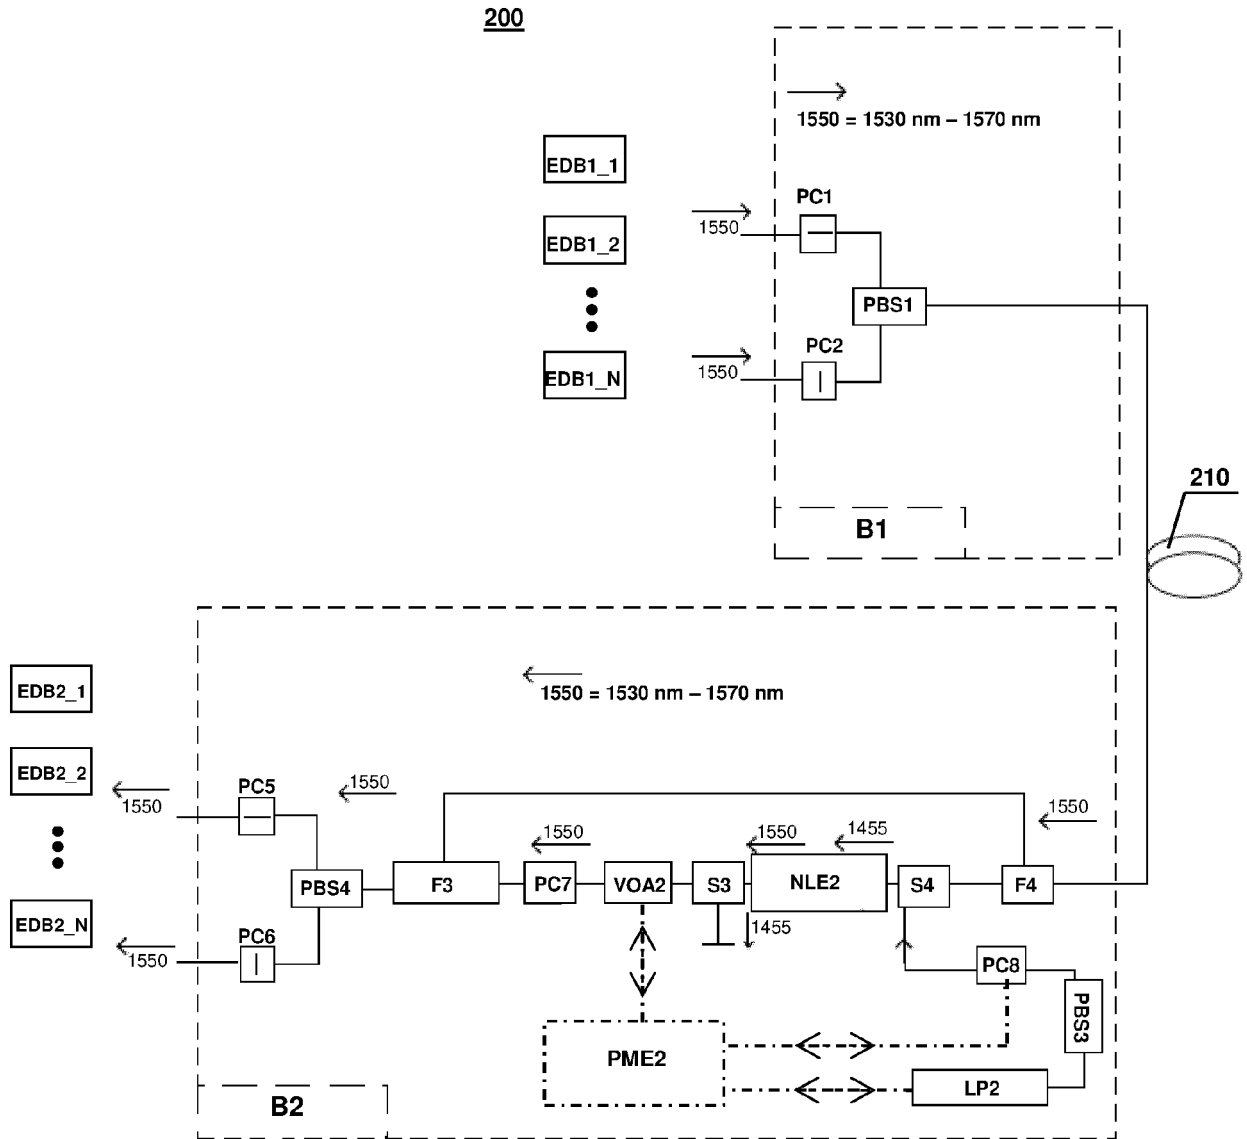 200
1550 = 1530 nm – 1570 nm
EDB1_1
PC1
1550
EDB1_2
PBS1
PC2
1550
EDB1_N
210
B1
EDB2_1
1550 = 1530 nm – 1570 nm
EDB2_2
1550
PC5
1550
1550
1550
1550
1455
PBS4
F3
PC7
VOA2
S3
NLE2
S4
F4
EDB2_N
1550
PC6
1455
PC8
PBS3
PME2
LP2
B2